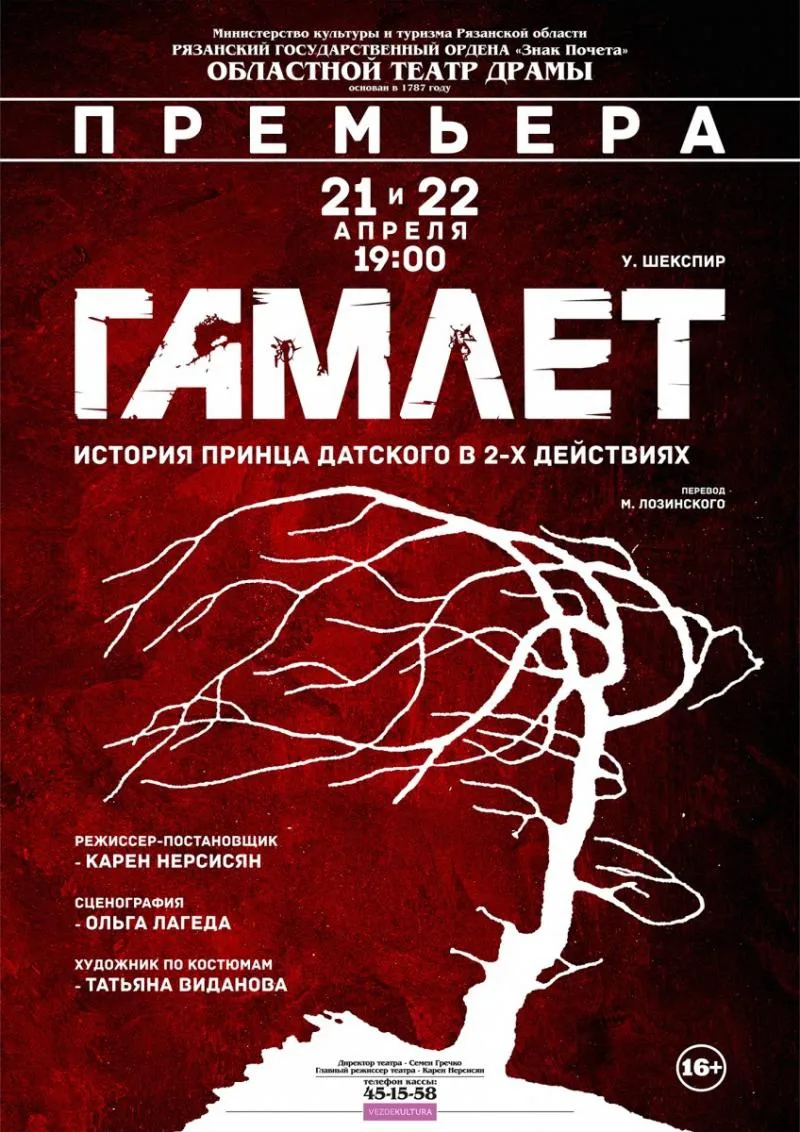 Министерство культуры и туризма Рязанской области
РЯЗАНСКИЙ ГОСУДАРСТВЕННЫЙ ОРДЕНА «Знак Почета»
ОБЛАСТНОЙ ТЕАТР ДРАМЫ
основан в 1787 году
ПРЕМЬЕРА
21 и 22
АПРЕЛЯ
19:00
У. ШЕКСПИР
ГАМЛЕТ
ИСТОРИЯ ПРИНЦА ДАТСКОГО В 2-Х ДЕЙСТВИЯХ
ПЕРЕВОД
М. ЛОЗИНСКОГО
РЕЖИССЕР-ПОСТАНОВЩИК
- КАРЕН НЕРСИСЯН
СЦЕНОГРАФИЯ
- ОЛЬГА ЛАГЕДА
ХУДОЖНИК ПО КОСТЮМАМ
- ТАТЬЯНА ВИДАНОВА
Директор театра - Семен Гречко
Главный режиссер театра - Карен Нерсисян
телефон кассы:
45-15-58
VEZDEKULTURA
16+